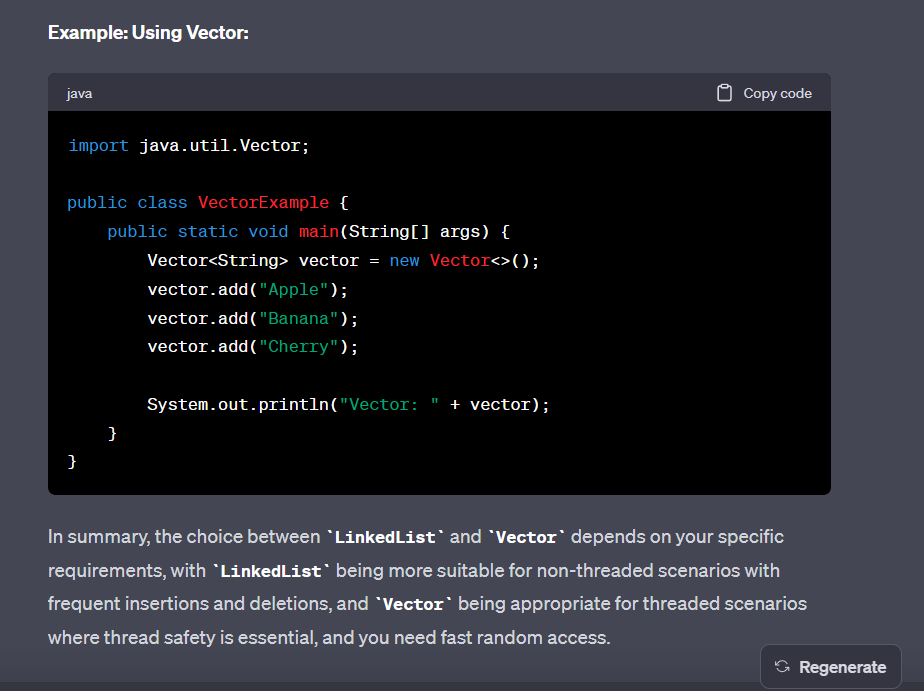 Example: Using Vector:
java
Copy code
import java.util.Vector;
public class VectorExample {
    public static void main(String[] args) {
        Vector<String> vector = new Vector<>();
        vector.add("Apple");
        vector.add("Banana");
        vector.add("Cherry");
        System.out.println("Vector: " + vector);
    }
}
In summary, the choice between `LinkedList` and `Vector` depends on your specific
requirements, with `LinkedList` being more suitable for non-threaded scenarios with
frequent insertions and deletions, and `Vector` being appropriate for threaded scenarios
where thread safety is essential, and you need fast random access.
Regenerate